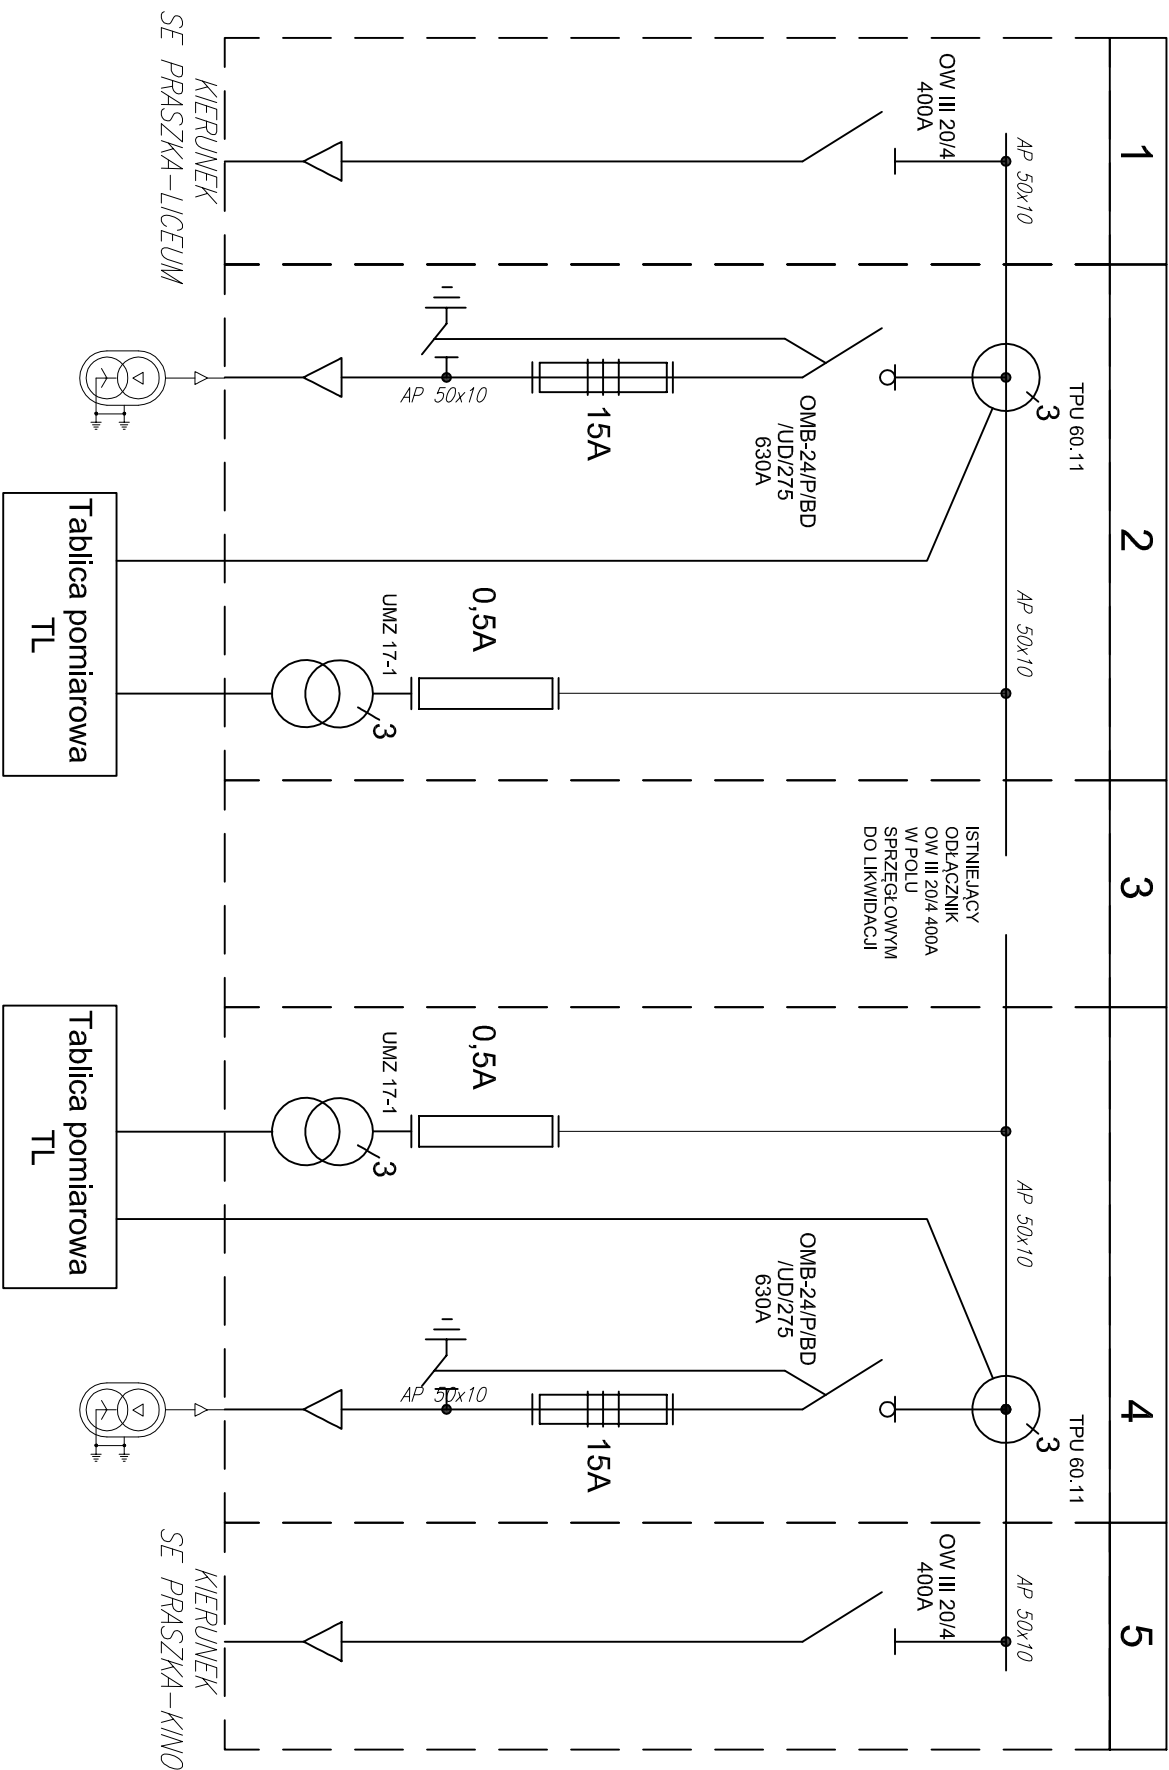 1
2
3
4
5
AP 50x10
OW III 20/4
400A
KIERUNEK
SE PRASZKA-LICEUM
TPU 60.11
3
OMB-24/P/BD
/UD/275
630A
15A
AP 50x10
AP 50x10
0,5A
UMZ 17-1
3
Tablica pomiarowa
TL
ISTNIEJĄCY
ODŁĄCZNIK
OW III 20/4 400A
W POLU
SPRZĘGŁOWYM
DO LIKWIDACJI
0,5A
UMZ 17-1
3
Tablica pomiarowa
TL
AP 50x10
TPU 60.11
3
OMB-24/P/BD
/UD/275
630A
15A
AP 50x10
AP 50x10
OW III 20/4
400A
KIERUNEK
SE PRASZKA-KINO